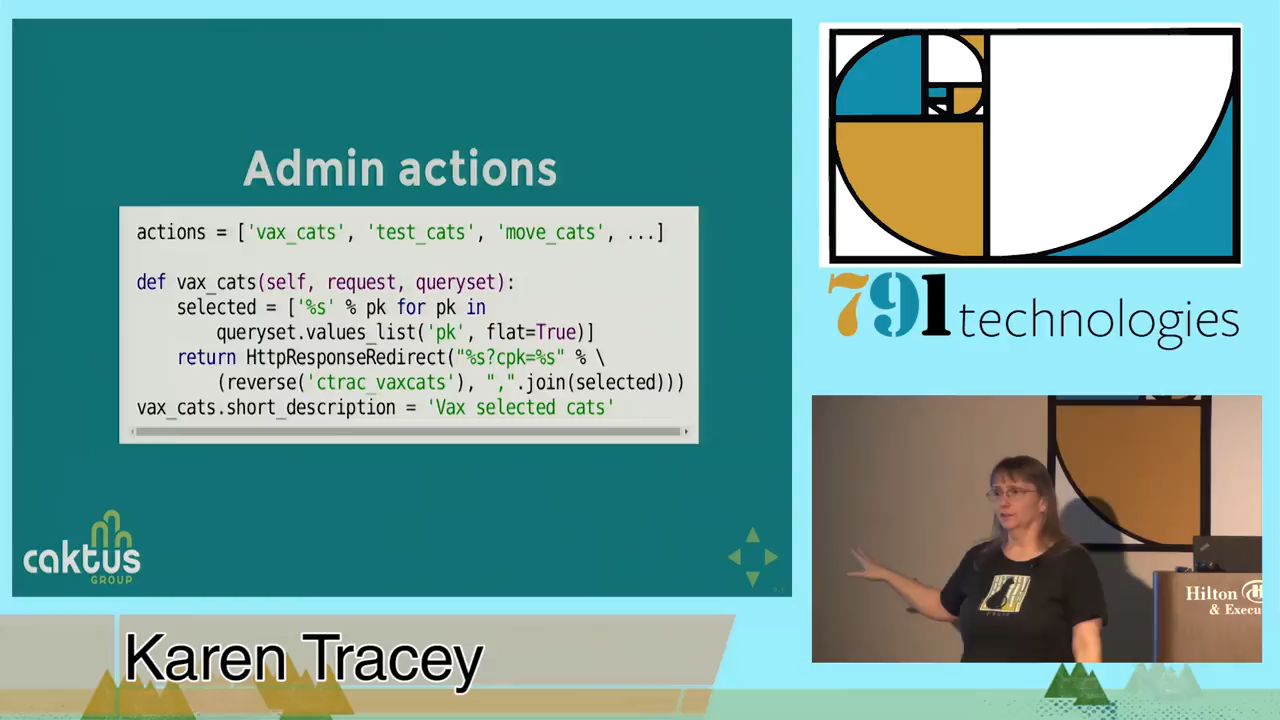 Admin actions
actions = ['vax_cats', 'test_cats', 'move_cats', ...]
def vax_cats(self, request, queryset):
selected = ['%s' % pk for pk in
queryset.values_list('pk', flat=True)]
return HttpResponseRedirect("%s?cpk=%s" % \
(reverse('ctrac_vaxcats'), ",".join(selected)))
vax_cats.short_description = 'Vax selected cats'
caktus
GROUP
791 technologies
Hilton
& Execu
Karen Tracey